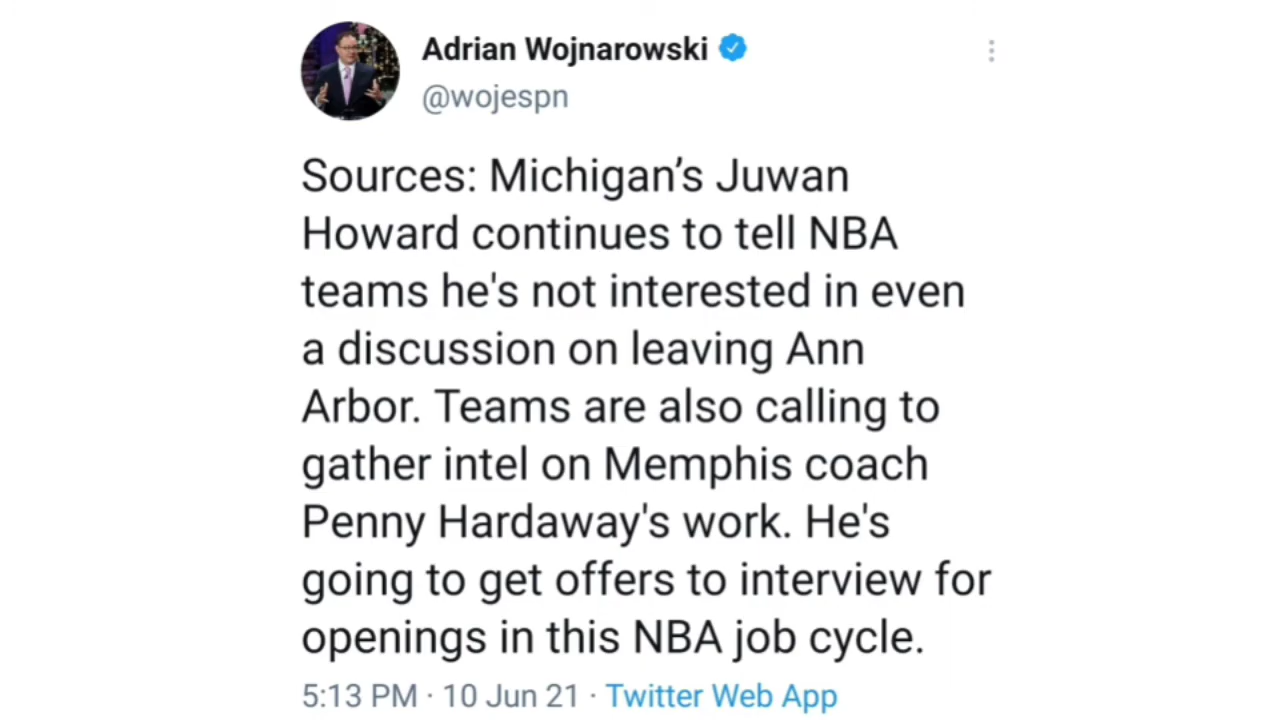 Adrian Wojnarowski
@wojespn
Sources: Michigan’s Juwan
Howard continues to tell NBA
teams he's not interested in even
a discussion on leaving Ann
Arbor. Teams are also calling to
gather intel on Memphis coach
Penny Hardaway's work. He's
going to get offers to interview for
openings in this NBA job cycle.
5:13 PM · 10 Jun 21 · Twitter Web App